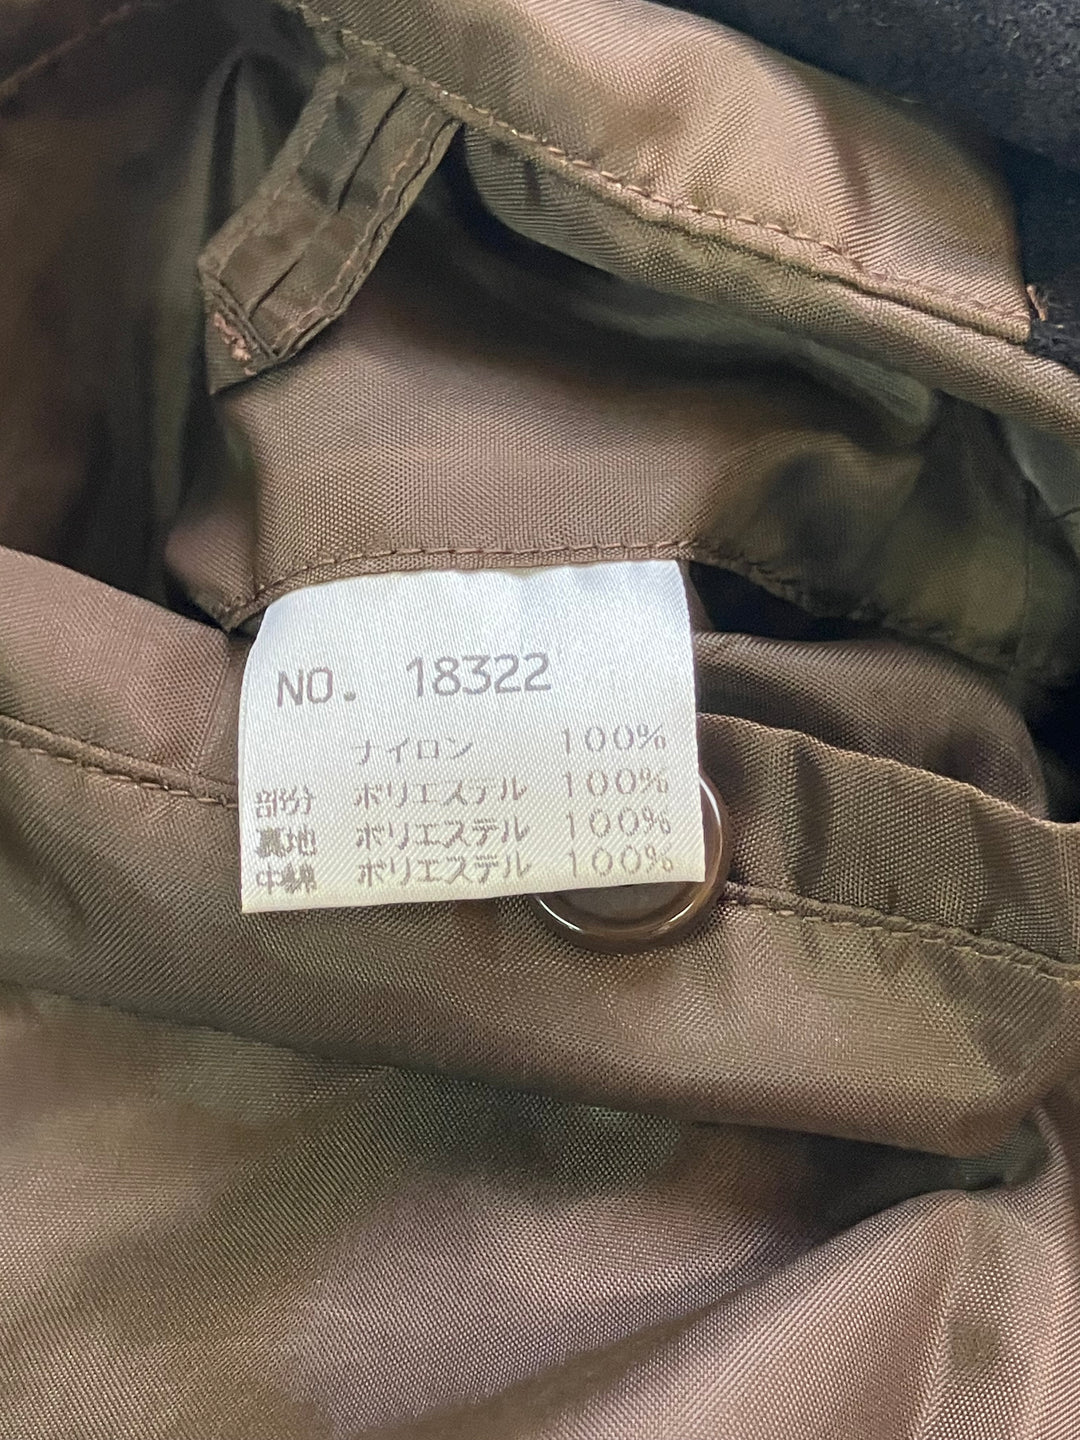 NO. 18322
ナイロン 100%
部分 ポリエステル 100%
裏地 ポリエステル 100%
中綿 ポリエステル 100%